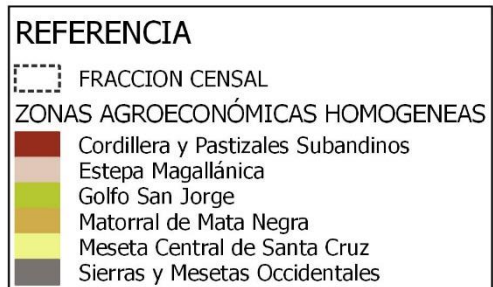 REFERENCIA
FRACCION CENSAL
ZONAS AGROECONÓMICAS HOMOGENEAS
Cordillera y Pastizales Subandinos
Estepa Magallánica
Golfo San Jorge
Matorral de Mata Negra
Meseta Central de Santa Cruz
Sierras y Mesetas Occidentales